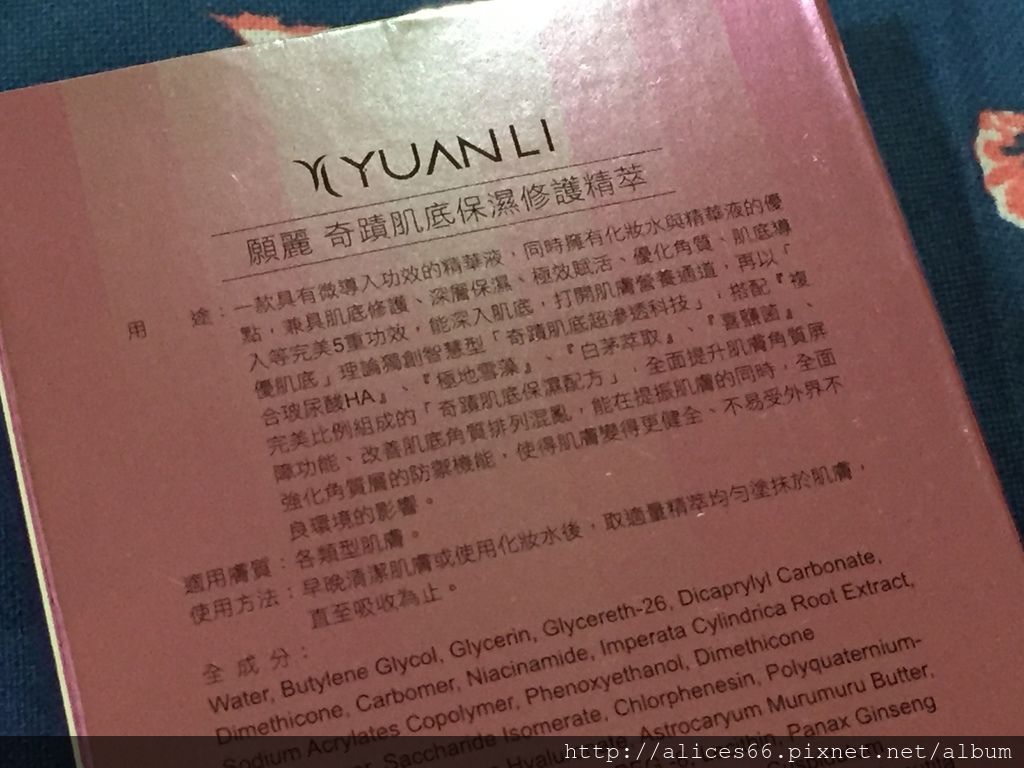 YUANLI
願麗 奇蹟肌底保濕修護精萃
用 途：一款具有微導入功效的精華液，同時擁有化妝水與精華液的優
點，兼具肌底修護、深層保濕、極效賦活、優化角質、肌底導
入等完美5重功效，能深入肌底，打開肌膚營養通道，再以「
優肌底」理論獨創智慧型「奇蹟肌底超滲透科技」，搭配『複
合玻尿酸HA』、『極地雪藻』、『白茅萃取』、『喜鹽菌』、
完美比例組成的「奇蹟肌底保濕配方」，全面提升肌膚角質屏
障功能、改善肌底角質排列混亂，能在提振肌膚的同時，全面
強化角質層的防禦機能，使得肌膚變得更健全、不易受外界不
良環境的影響。
適用膚質：各類型肌膚。
使用方法：早晚清潔肌膚或使用化妝水後，取適量精萃均勻塗抹於肌膚，
直至吸收為止。
全 成 分：
Water, Butylene Glycol, Glycerin, Glycereth-26, Dicaprylyl Carbonate,
Dimethicone, Carbomer, Niacinamide, Imperata Cylindrica Root Extract,
Sodium Acrylates Copolymer, Phenoxyethanol, Dimethicone
Saccharide Isomerate, Chlorphenesin, Polyquaternium-
Astrocaryum Murumuru Butter,
Panax Ginseng
http://alices66.pixnet.net/album